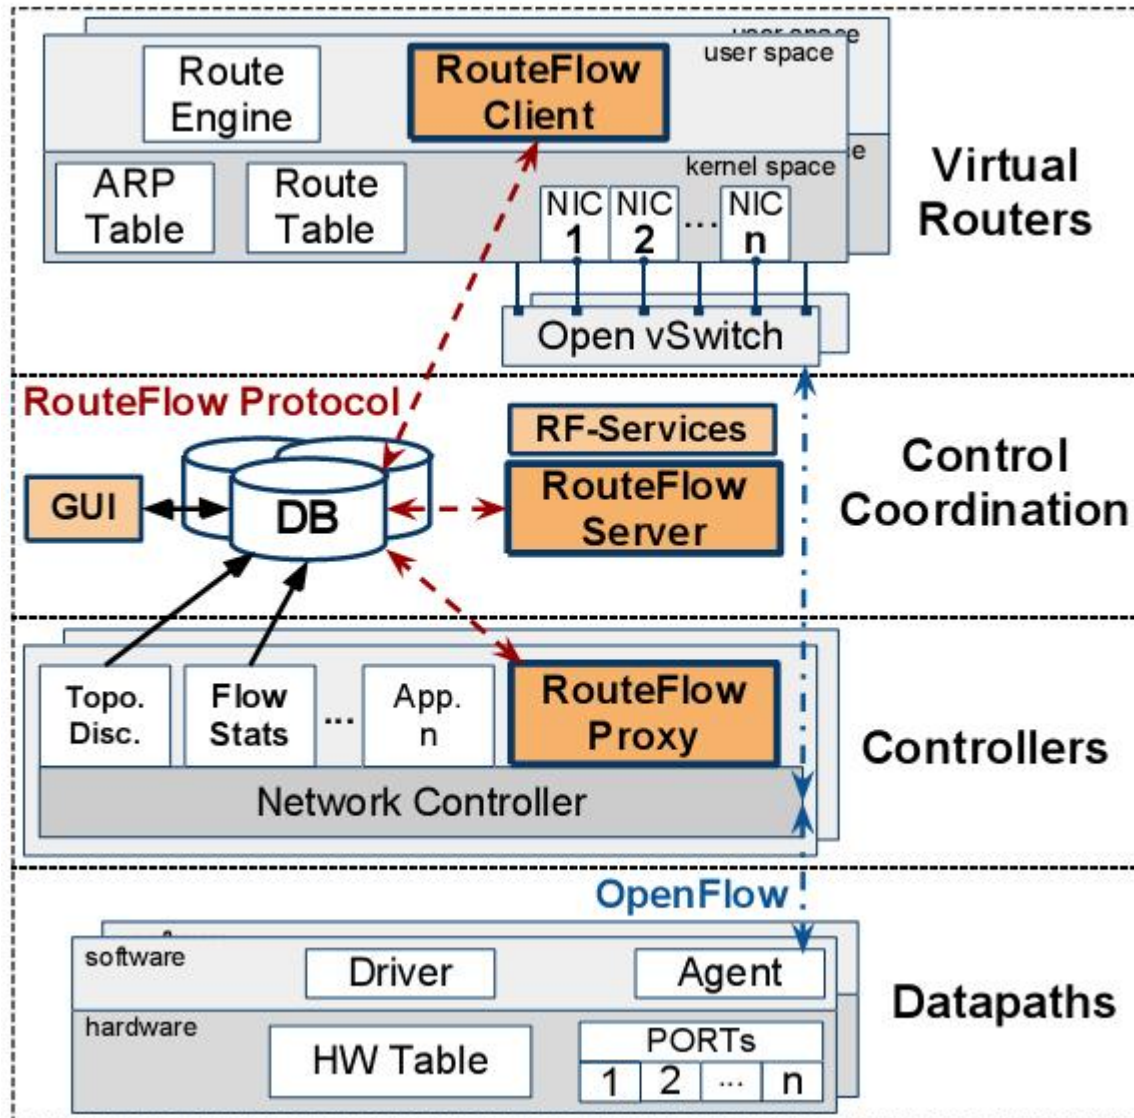 user space
Route
Engine
RouteFlow
Client
kernel space
ARP
Table
Route
Table
NIC
1
NIC
2
...
NIC
n
Virtual
Routers
Open vSwitch
RouteFlow Protocol
RF-Services
GUI
DB
RouteFlow
Server
Control
Coordination
Topo.
Disc.
Flow
Stats
...
App.
n
RouteFlow
Proxy
Controllers
Network Controller
OpenFlow
software
Driver
Agent
Datapaths
hardware
HW Table
PORTs
1 2 ... n